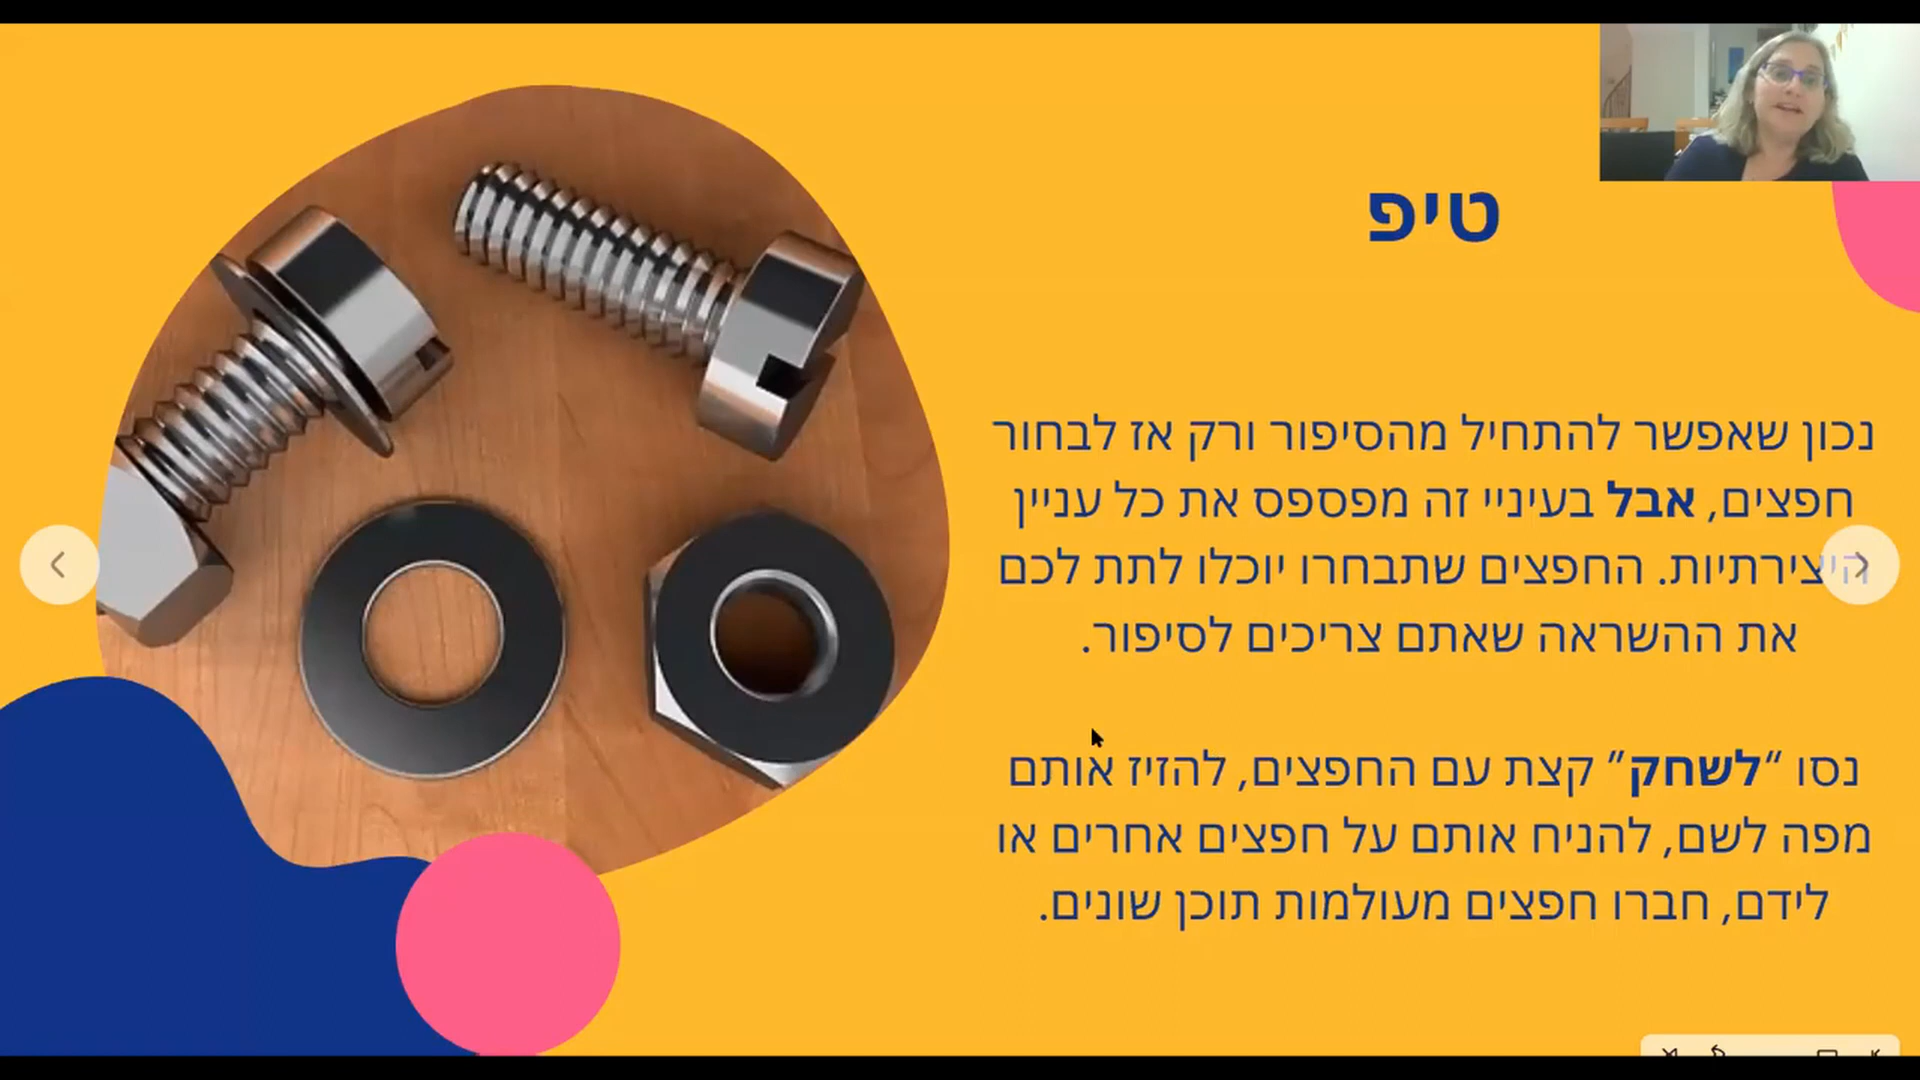 טיפ
נכון שאפשר להתחיל מהסיפור ורק אז לבחור
חפצים, אבל בעיניי זה מפספס את כל עניין
היצירתיות. החפצים שתבחרו יוכלו לתת לכם
את ההשראה שאתם צריכים לסיפור.
נסו “לשחק” קצת עם החפצים, להזיז אותם
מפה לשם, להניח אותם על חפצים אחרים או
לידם, חברו חפצים מעולמות תוכן שונים.